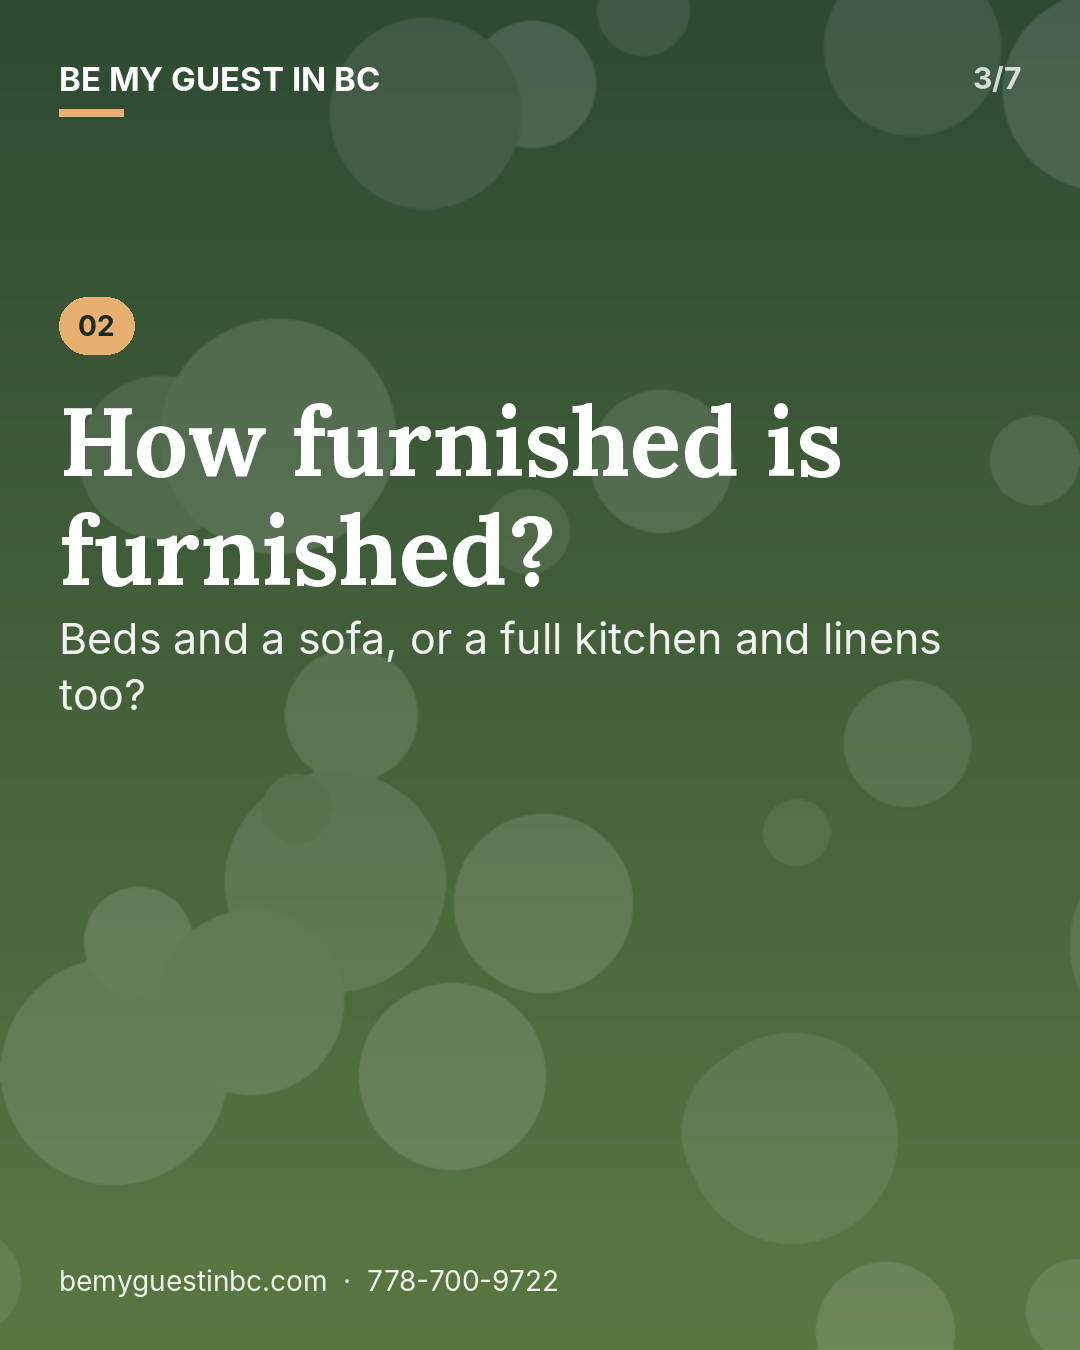 BE MY GUEST IN BC
3/7
02
How furnished is
furnished?
Beds and a sofa, or a full kitchen and linens
too?
bemyguestinbc.com · 778-700-9722